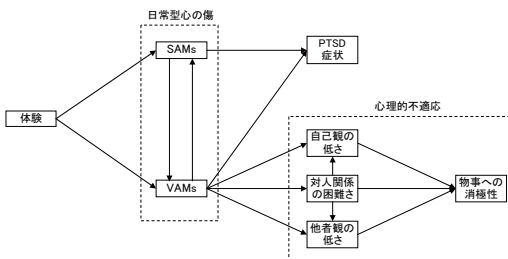 日常型心の傷
SAMs
PTSD
症状
心理的不適応
体験
自己観の
低さ
VAMs
対人関係
の困難さ
物事への
消極性
他者観の
低さ